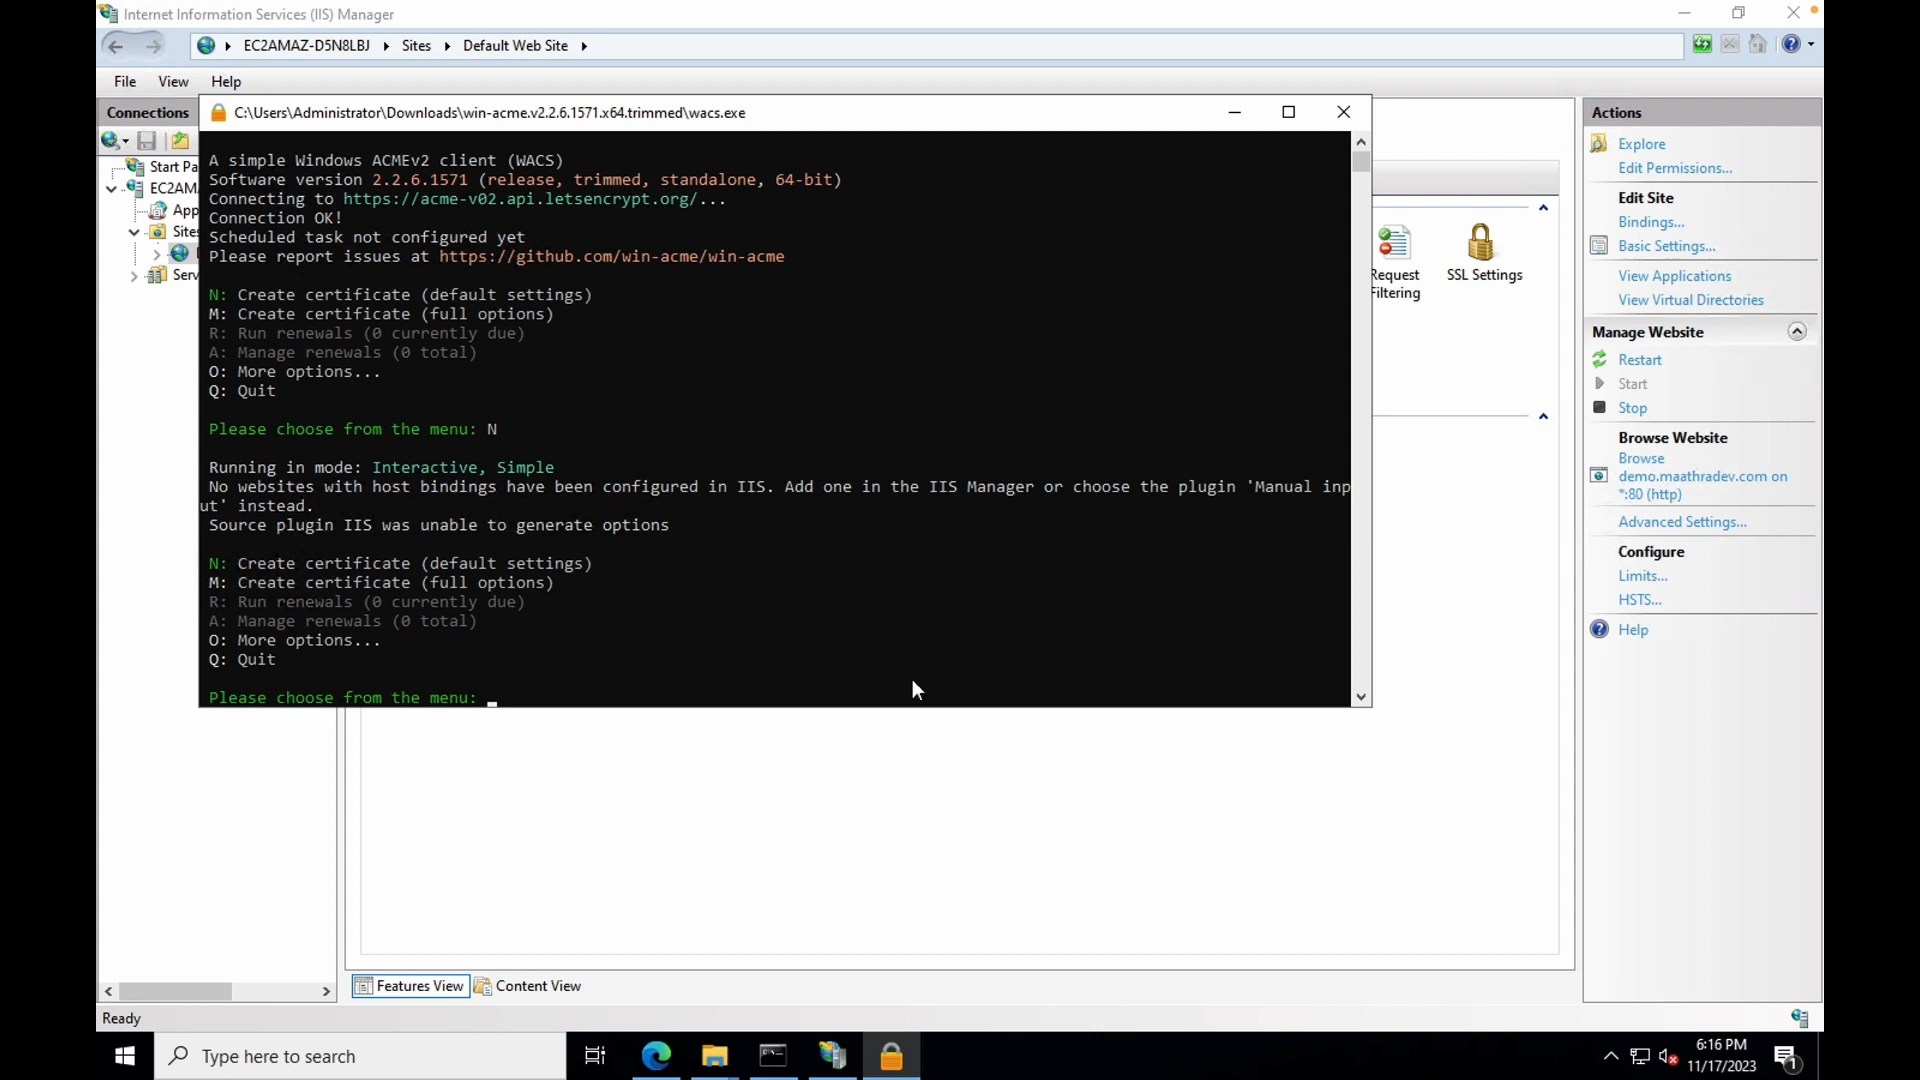 Internet Information Services (IIS) Manager
EC2AMAZ-D5N8LBJ
Sites
Default Web Site
File
View
Help
Connections
Start Pa
EC2AMA
App
Sites
Serv
C:\Users\Administrator\Downloads\win-acme.v2.2.6.1571.x64.trimmed\wacs.exe
A simple Windows ACMEv2 client (WACS)
Software version 2.2.6.1571 (release, trimmed, standalone, 64-bit)
Connecting to https://acme-v02.api.letsencrypt.org/...
Connection OK!
Scheduled task not configured yet
Please report issues at https://github.com/win-acme/win-acme
N: Create certificate (default settings)
M: Create certificate (full options)
R: Run renewals (0 currently due)
A: Manage renewals (0 total)
O: More options...
Q: Quit
Please choose from the menu: N
Running in mode: Interactive, Simple
No websites with host bindings have been configured in IIS. Add one in the IIS Manager or choose the plugin 'Manual inp
ut' instead.
Source plugin IIS was unable to generate options
N: Create certificate (default settings)
M: Create certificate (full options)
R: Run renewals (0 currently due)
A: Manage renewals (0 total)
O: More options...
Q: Quit
Please choose from the menu:
Request
Filtering
SSL Settings
Actions
Explore
Edit Permissions...
Edit Site
Bindings...
Basic Settings...
View Applications
View Virtual Directories
Manage Website
Restart
Start
Stop
Browse Website
Browse
demo.maathradev.com on
*:80 (http)
Advanced Settings...
Configure
Limits...
HSTS...
Help
Features View
Content View
Ready
Type here to search
6:16 PM
11/17/2023
1